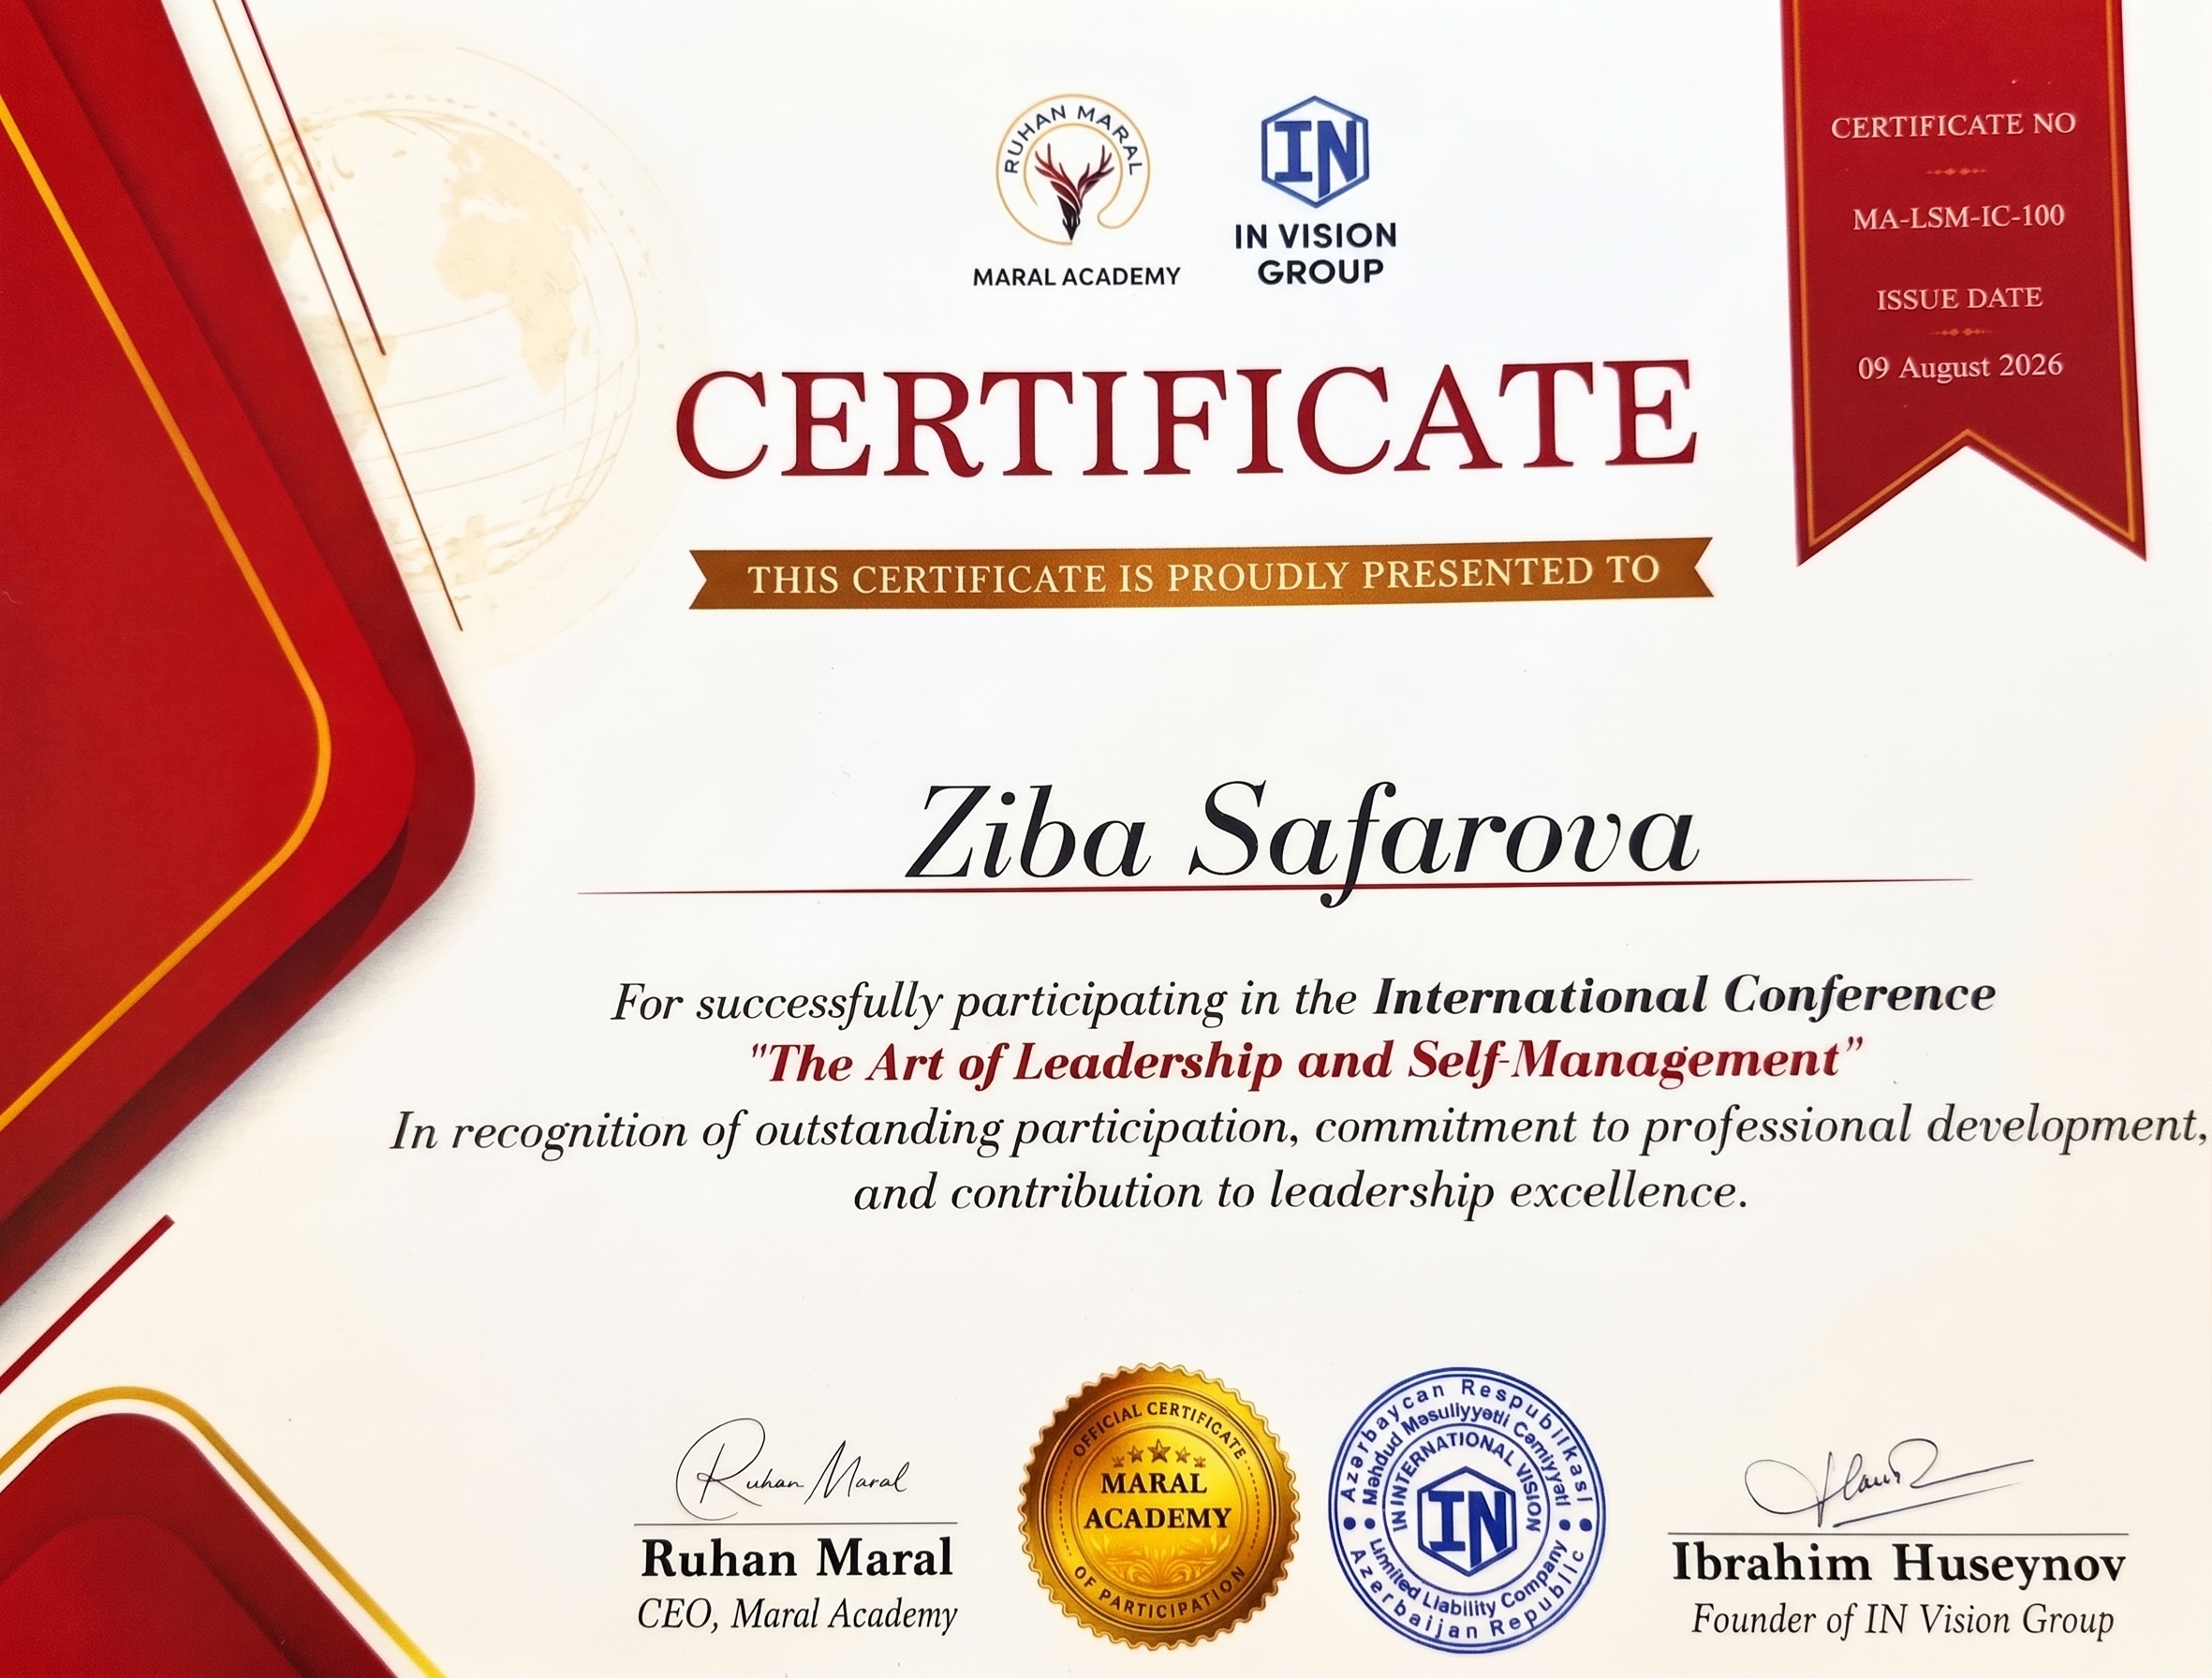 RUHAN MARAL
MARAL ACADEMY
IN
IN VISION
GROUP
CERTIFICATE NO
MA-LSM-IC-100
ISSUE DATE
09 August 2026
CERTIFICATE
THIS CERTIFICATE IS PROUDLY PRESENTED TO
Ziba Safarova
For successfully participating in the International Conference
"The Art of Leadership and Self-Management”
In recognition of outstanding participation, commitment to professional development,
and contribution to leadership excellence.
Ruhan Maral
Ruhan Maral
CEO, Maral Academy
OFFICIAL CERTIFICATE
MARAL
ACADEMY
OF PARTICIPATION
Azərbaycan Respublikası
Məhdud Məsuliyyətli Cəmiyyəti
IN INTERNATIONAL VISION
IN
Limited Liability Company
Azerbaijan Republic
Ibrahim Huseynov
Founder of IN Vision Group